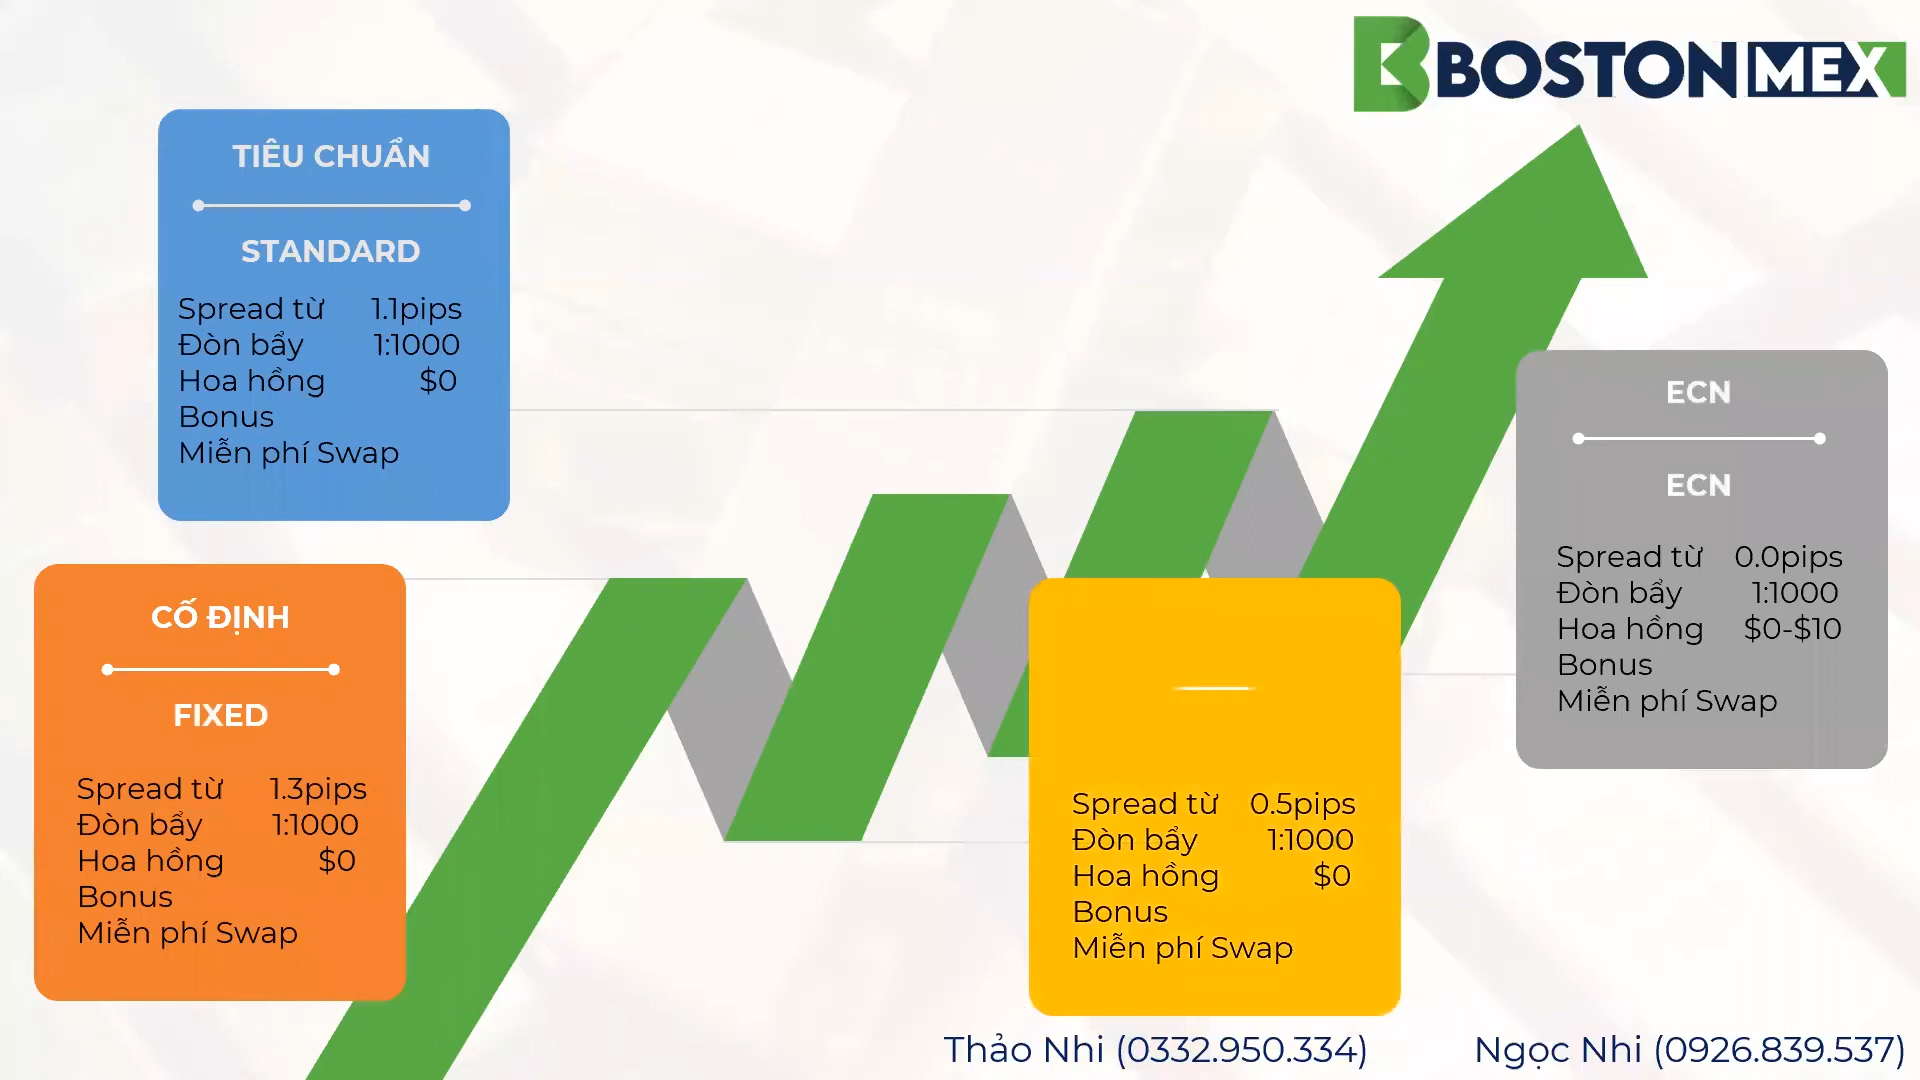 BOSTONMEX
TIÊU CHUẨN
STANDARD
Spread từ 1.1pips
Đòn bẩy 1:1000
Hoa hồng $0
Bonus
Miễn phí Swap
CỐ ĐỊNH
FIXED
Spread từ 1.3pips
Đòn bẩy 1:1000
Hoa hồng $0
Bonus
Miễn phí Swap
Spread từ 0.5pips
Đòn bẩy 1:1000
Hoa hồng $0
Bonus
Miễn phí Swap
ECN
ECN
Spread từ 0.0pips
Đòn bẩy 1:1000
Hoa hồng $0-$10
Bonus
Miễn phí Swap
Thảo Nhi (0332.950.334)
Ngọc Nhi (0926.839.537)